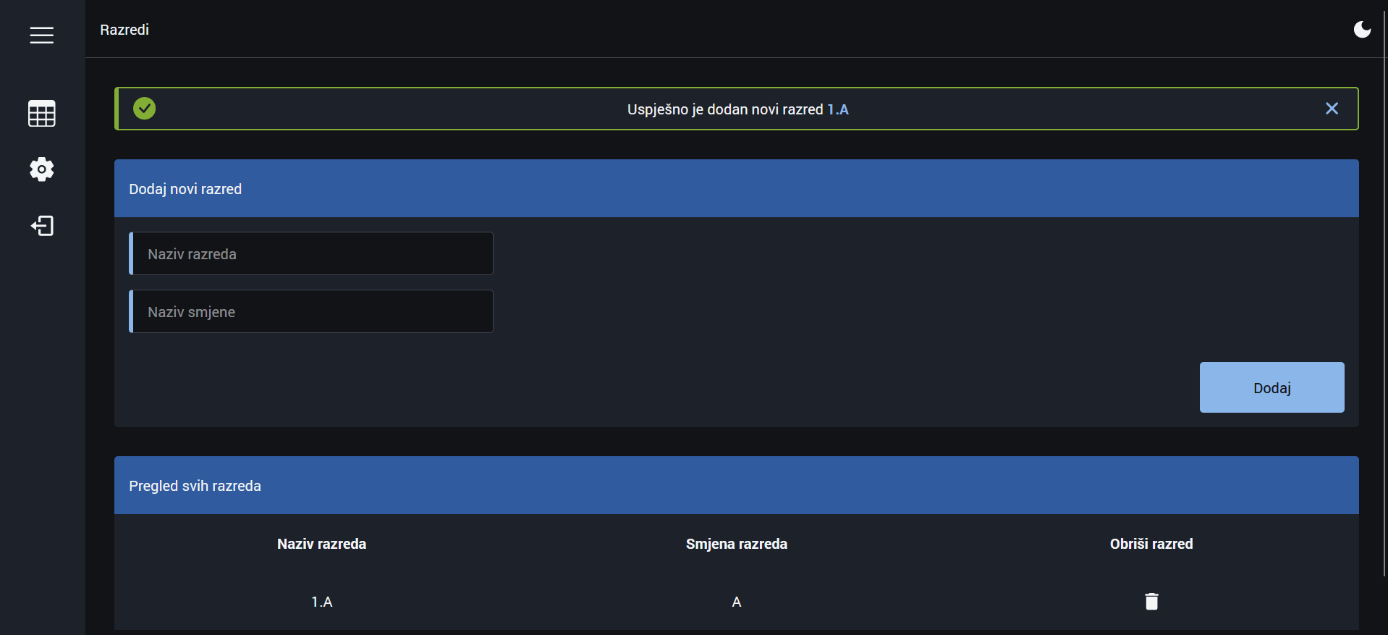 Razredi
Uspješno je dodan novi razred 1.A
Dodaj novi razred
Naziv razreda
Naziv smjene
Dodaj
Pregled svih razreda
Naziv razreda Smjena razreda Obriši razred
1.A A